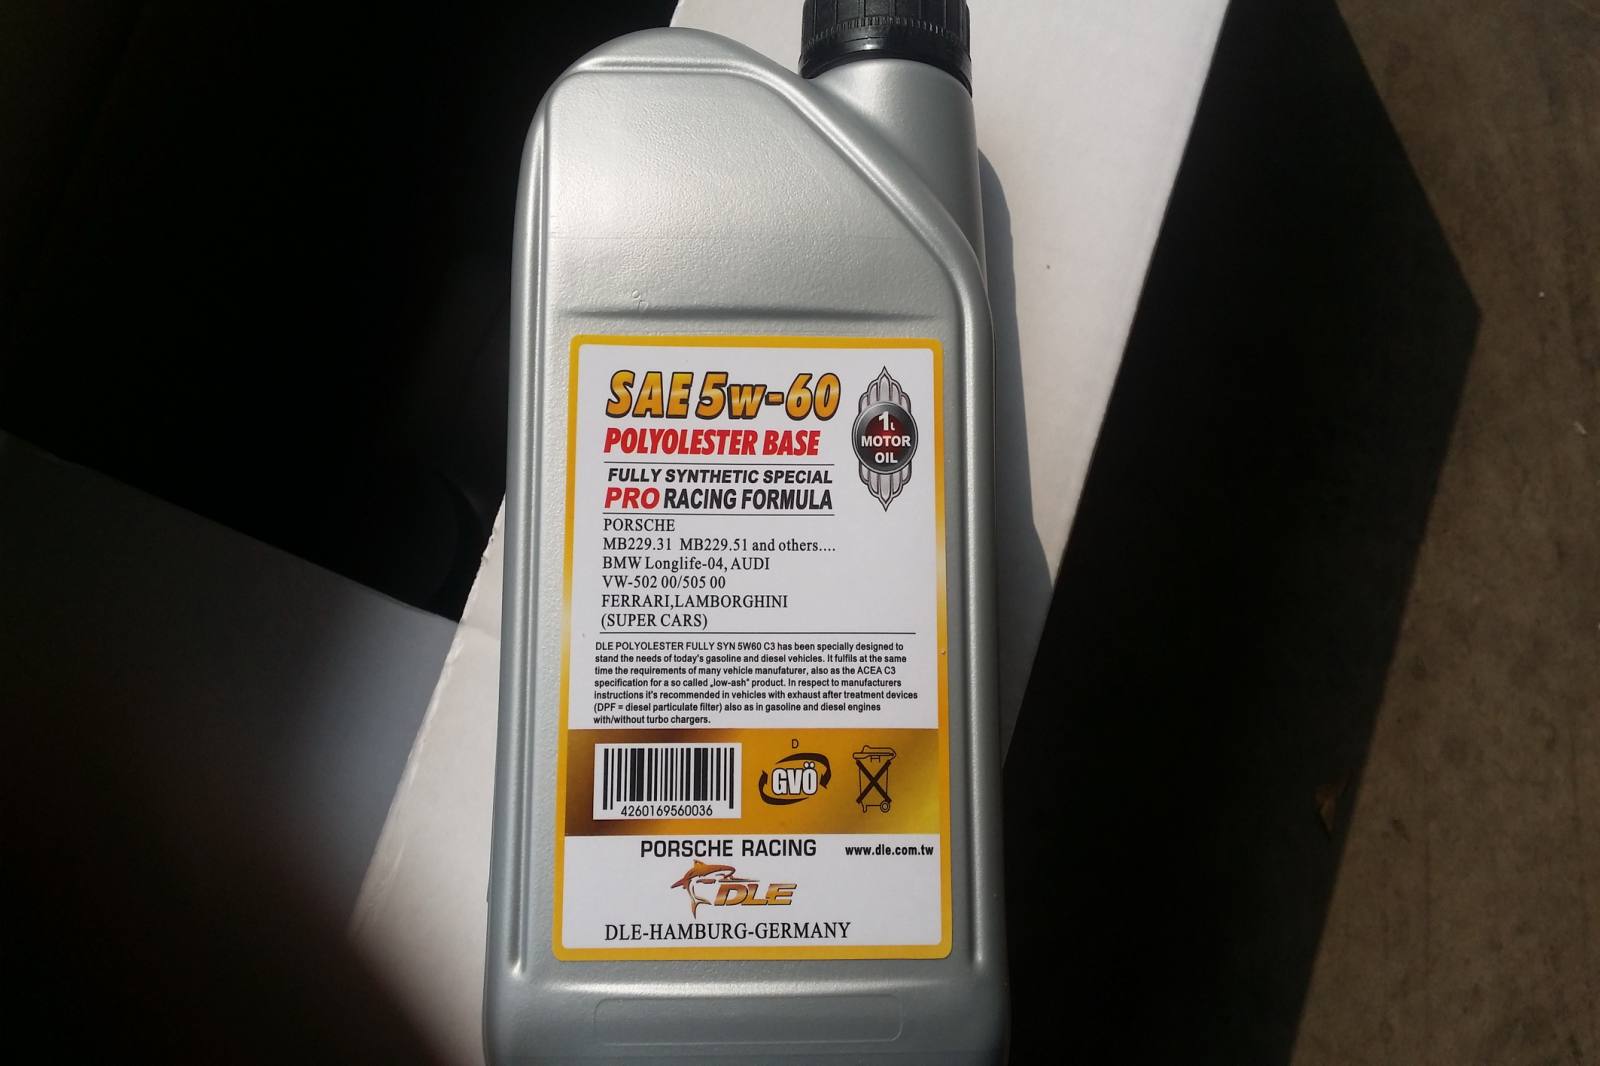 SAE 5w-60
POLYOLESTER BASE
FULLY SYNTHETIC SPECIAL
PRO RACING FORMULA
1L
MOTOR
OIL
PORSCHE
MB229.31 MB229.51 and others....
BMW Longlife-04, AUDI
VW-502 00/505 00
FERRARI,LAMBORGHINI
(SUPER CARS)
DLE POLYOLESTER FULLY SYN 5W60 C3 has been specially designed to
stand the needs of today's gasoline and diesel vehicles. It fulfils at the same
time the requirements of many vehicle manufaturer, also as the ACEA C3
specification for a so called „low-ash" product. In respect to manufacturers
instructions it's recommended in vehicles with exhaust after treatment devices
(DPF = diesel particulate filter) also as in gasoline and diesel engines
with/without turbo chargers.
4260169560036
D
GVÖ
PORSCHE RACING
www.dle.com.tw
DLE
DLE-HAMBURG-GERMANY